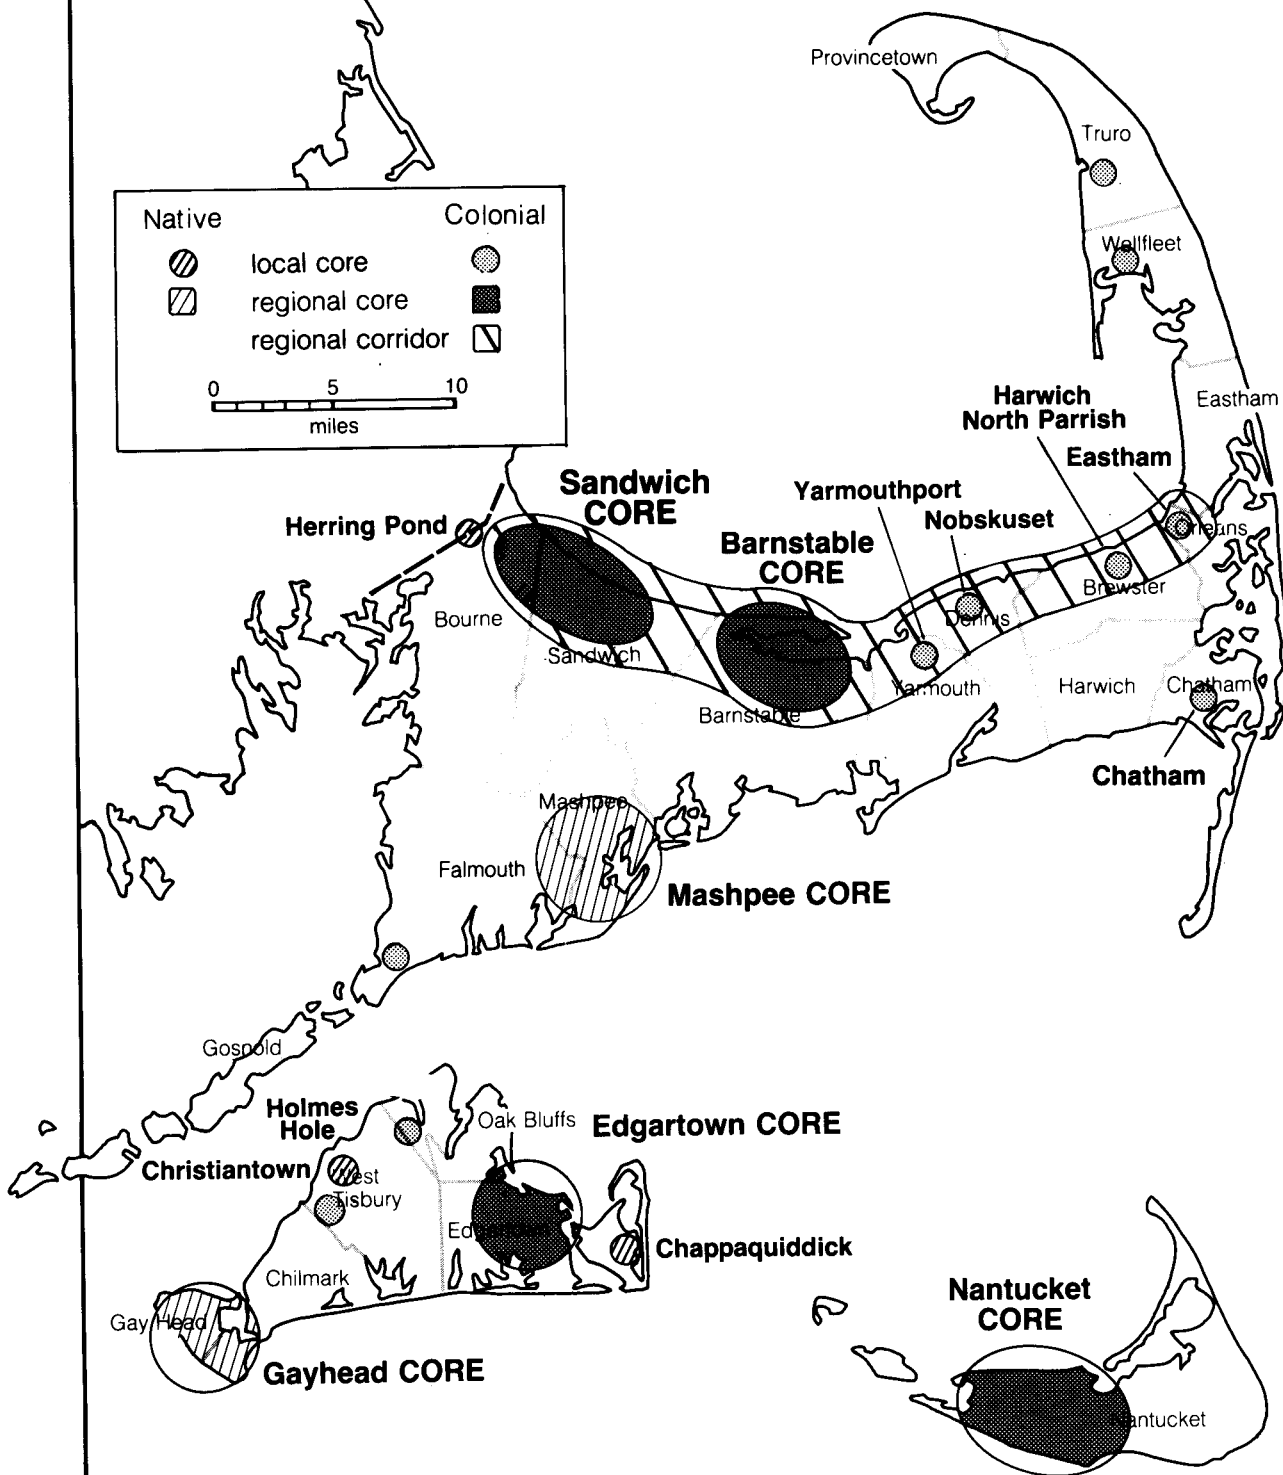 Provincetown
Truro
Native
Colonial
local core
regional core
regional corridor
0 5 10
miles
Wellfleet
Eastham
Harwich
North Parrish
Eastham
Sandwich
CORE
Yarmouthport
Nobskuset
Herring Pond
Barnstable
CORE
Orleans
Brewster
Bourne
Dennis
Sandwich
Yarmouth
Harwich
Chatham
Barnstable
Chatham
Mashpee
Falmouth
Mashpee CORE
Gospold
Holmes
Hole
Oak Bluffs
Edgartown CORE
Christiantown
West
Tisbury
Edgartown
Chappaquiddick
Chilmark
Nantucket
CORE
Gay Head
Gayhead CORE
Nantucket